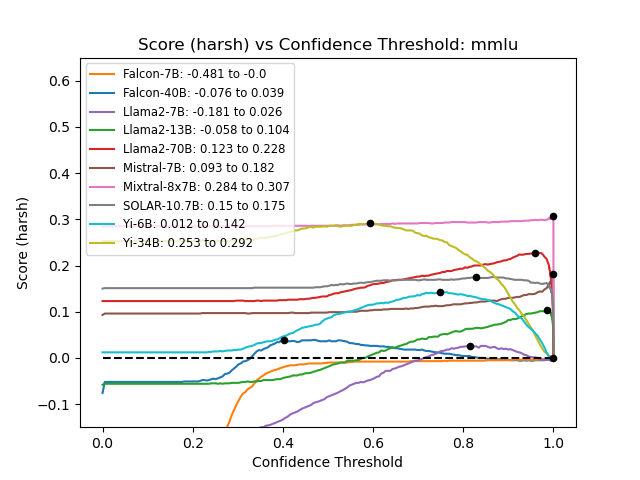 Score (harsh) vs Confidence Threshold: mmlu
Score (harsh)
0.6
0.5
0.4
0.3
0.2
0.1
0.0
−0.1
Falcon-7B: -0.481 to -0.0
Falcon-40B: -0.076 to 0.039
Llama2-7B: -0.181 to 0.026
Llama2-13B: -0.058 to 0.104
Llama2-70B: 0.123 to 0.228
Mistral-7B: 0.093 to 0.182
Mixtral-8x7B: 0.284 to 0.307
SOLAR-10.7B: 0.15 to 0.175
Yi-6B: 0.012 to 0.142
Yi-34B: 0.253 to 0.292
0.0 0.2 0.4 0.6 0.8 1.0
Confidence Threshold